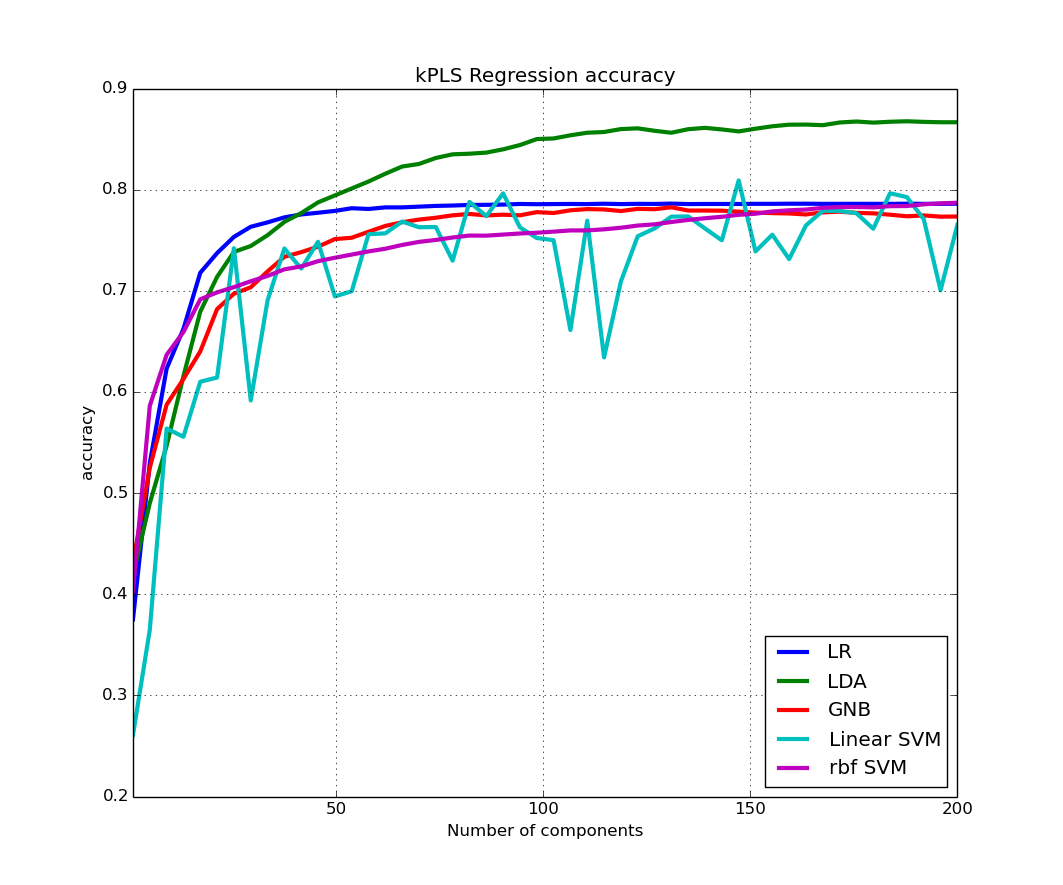 kPLS Regression accuracy
0.9
0.8
0.7
0.6
0.5
0.4
0.3
0.2
accuracy
50
100
150
200
Number of components
LR
LDA
GNB
Linear SVM
rbf SVM